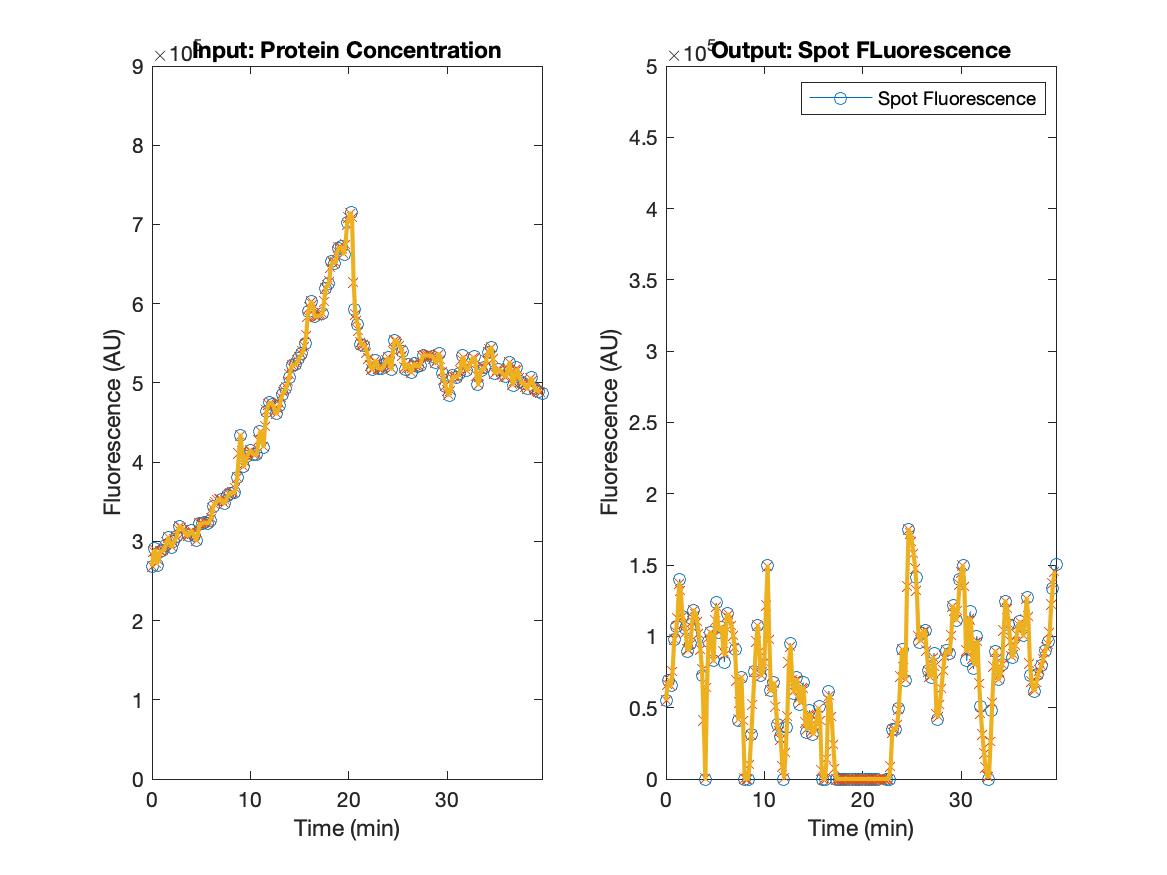 ×10⁵
Input: Protein Concentration
9
8
7
6
5
4
3
2
1
0
0 10 20 30
Fluorescence (AU)
Time (min)
×10⁵
Output: Spot FLuorescence
Spot Fluorescence
5
4.5
4
3.5
3
2.5
2
1.5
1
0.5
0
0 10 20 30
Fluorescence (AU)
Time (min)